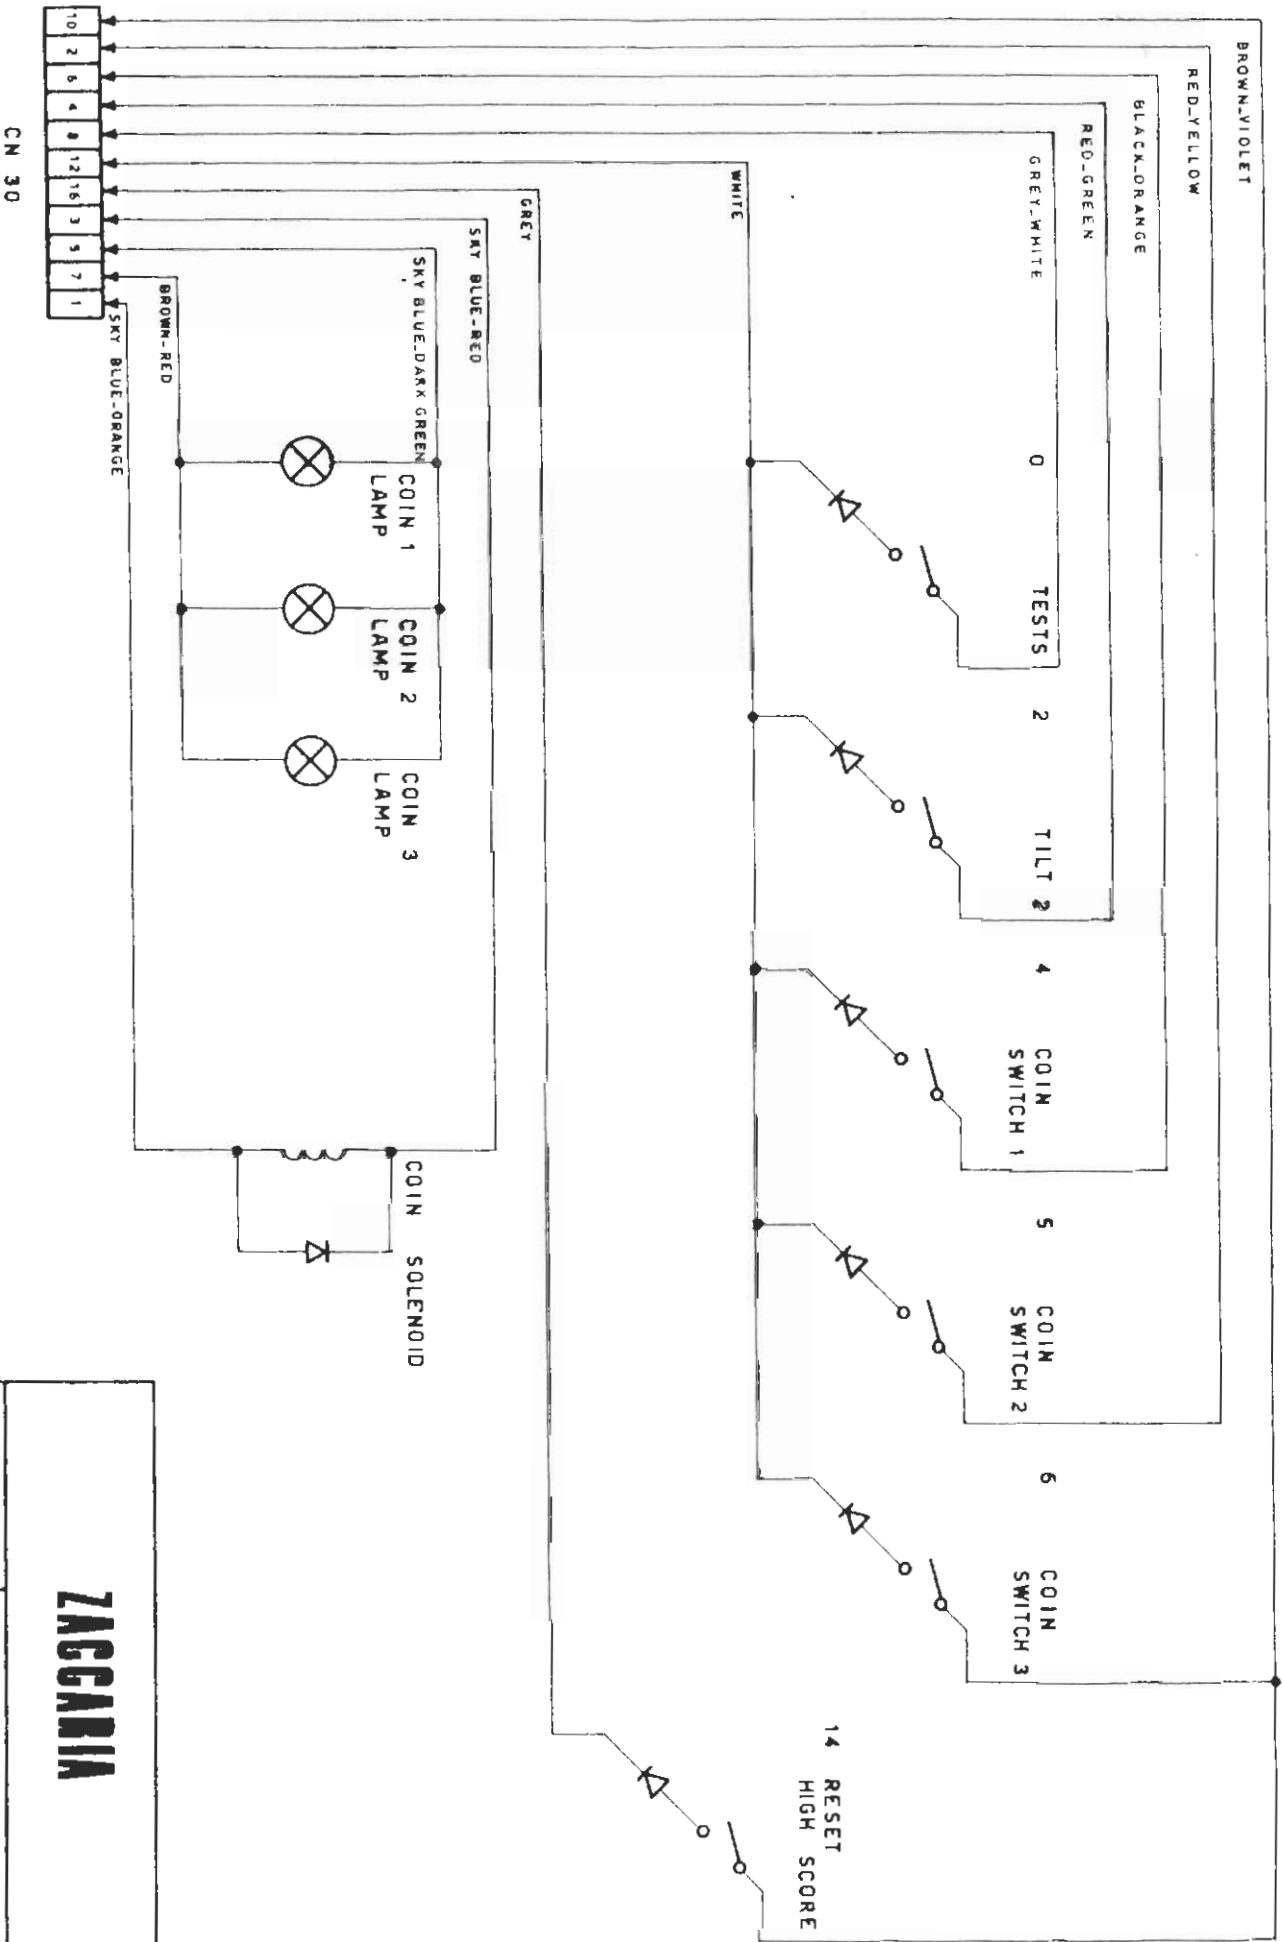 BROWN-VIOLET
RED-YELLOW
BLACK-ORANGE
RED-GREEN
GREY-WHITE
WHITE
GREY
SKY BLUE-RED
SKY BLUE-DARK GREEN
BROWN-RED
SKY BLUE-ORANGE
10
2
6
4
8
12
16
3
5
7
1
CN 30
0
TESTS
2
TILT 2
4
COIN
SWITCH 1
5
COIN
SWITCH 2
6
COIN
SWITCH 3
14 RESET
HIGH SCORE
COIN 1
LAMP
COIN 2
LAMP
COIN 3
LAMP
COIN SOLENOID
ZACCARIA